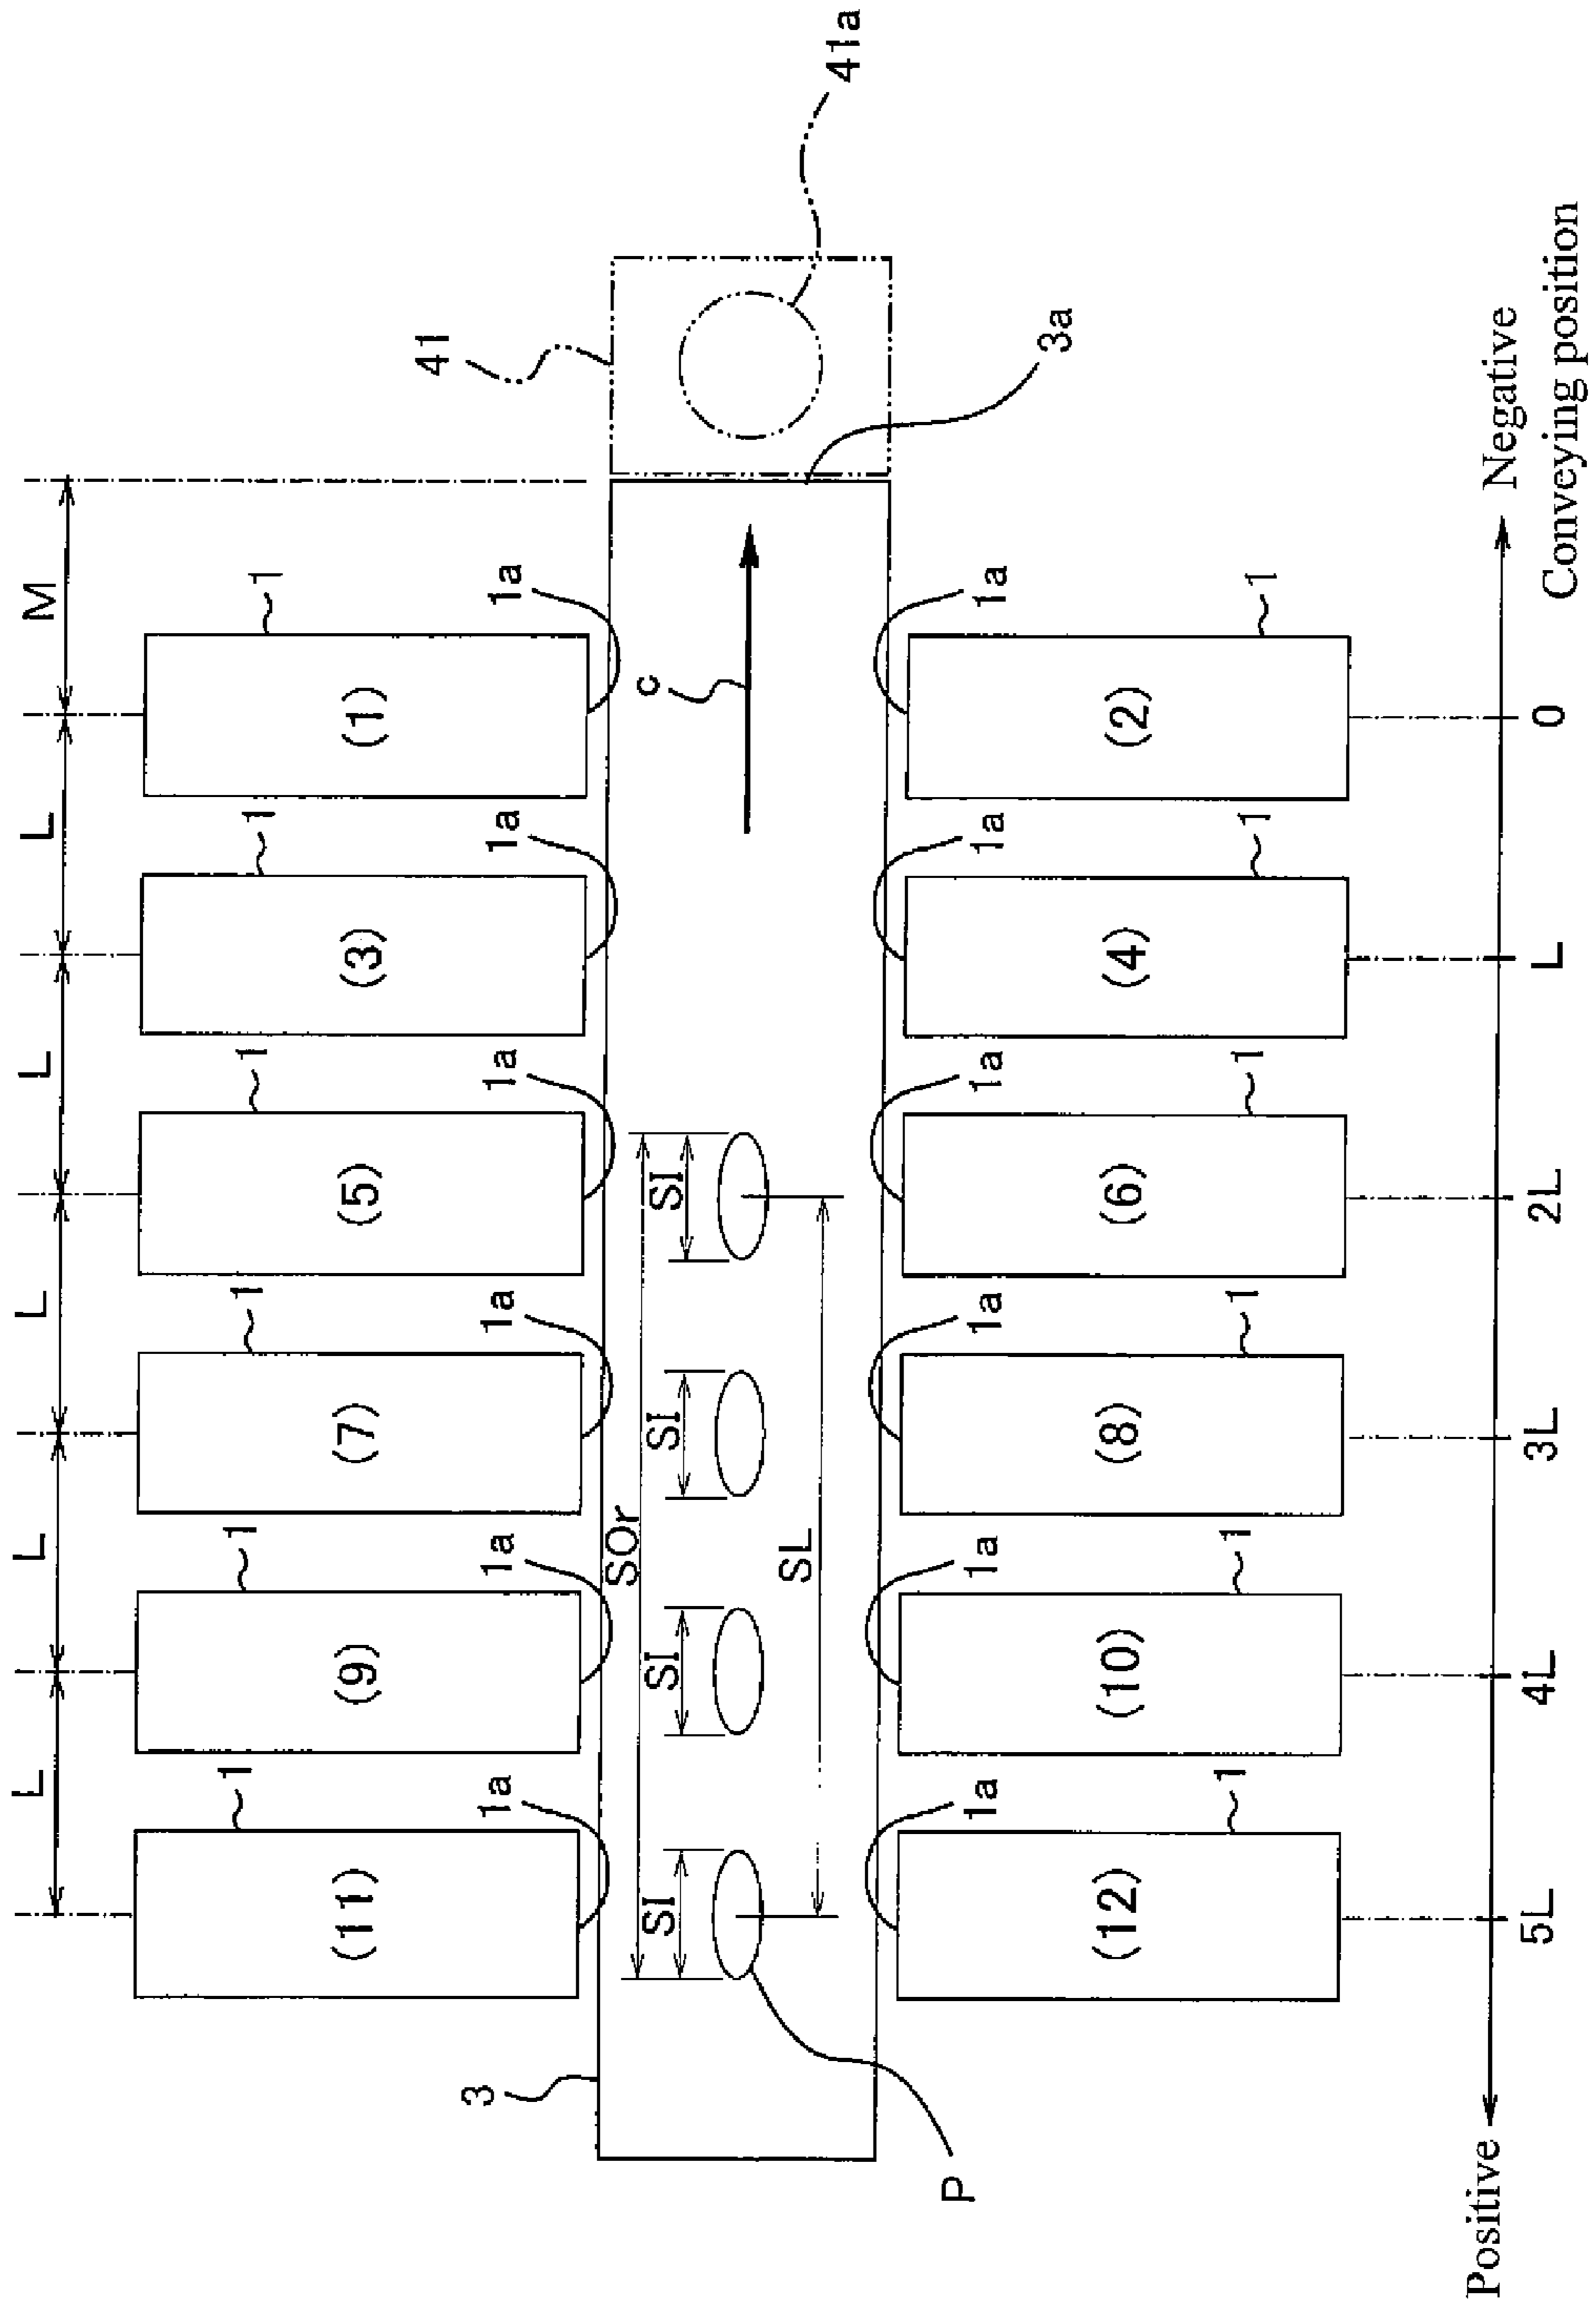 M L L L L L
1 1 1 1 1 1
(1) (3) (5) (7) (9) (11)
1a 1a 1a 1a 1a 1a
41
41a
3a
c
3
SOr
SI SI SI SI
SL
P
1a 1a 1a 1a 1a 1a
(2) (4) (6) (8) (10) (12)
1 1 1 1 1 1
Positive
Negative
5L 4L 3L 2L L 0
Conveying position